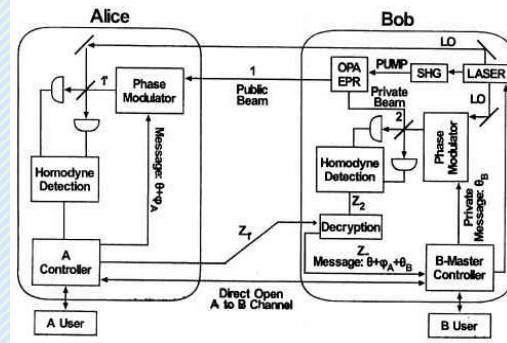 Alice
Bob
LO
1'
Phase
Modulator
1
Public
Beam
OPA
EPR
PUMP
SHG
LASER
Private
Beam
LO
2
Homodyne
Detection
Message: θ+φA
Homodyne
Detection
Phase
Modulator
Z1'
Z2
Decryption
Private
Message: θB
A
Controller
Z-
Message: θ+φA+θB
B-Master
Controller
Direct Open
A to B Channel
A User
B User